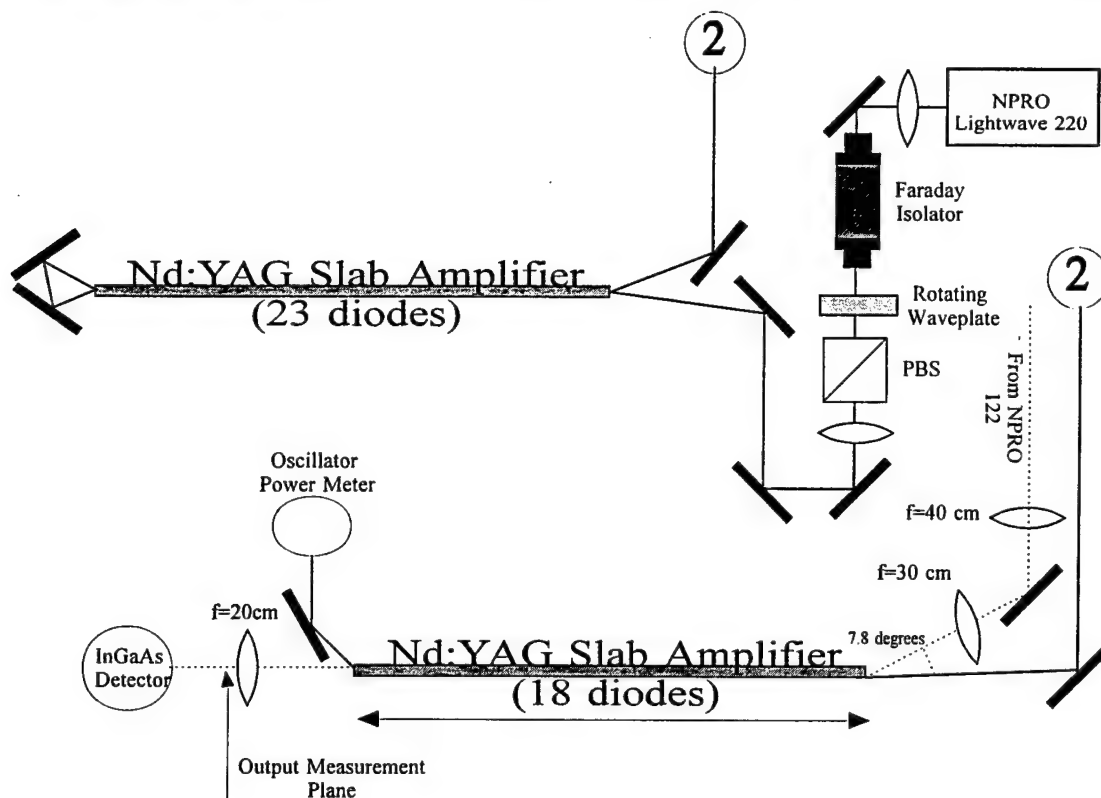 2
NPRO
Lightwave 220
Faraday
Isolator
Nd:YAG Slab Amplifier
(23 diodes)
2
Rotating
Waveplate
PBS
From NPRO
122
Oscillator
Power Meter
f=40 cm
f=30 cm
f=20cm
7.8 degrees
InGaAs
Detector
Nd:YAG Slab Amplifier
(18 diodes)
Output Measurement
Plane